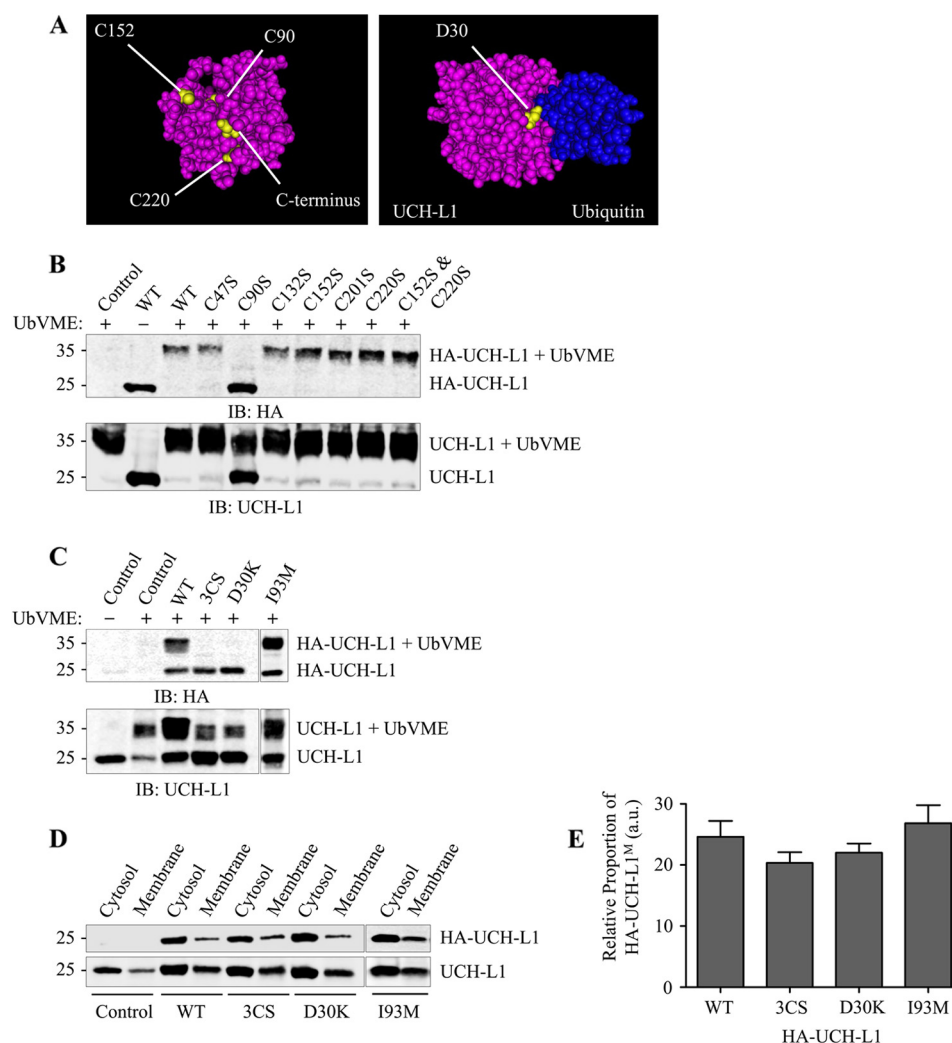 A
C152
C90
C220
C-terminus
D30
UCH-L1
Ubiquitin
B
Control
WT
WT
C47S
C90S
C132S
C152S
C201S
C220S
C152S &
C220S
UbVME: + – + + + + + + + +
35
HA-UCH-L1 + UbVME
25
HA-UCH-L1
IB: HA
35
UCH-L1 + UbVME
25
UCH-L1
IB: UCH-L1
C
Control
Control
WT
3CS
D30K
I93M
UbVME: – + + + + +
35
HA-UCH-L1 + UbVME
25
HA-UCH-L1
IB: HA
35
UCH-L1 + UbVME
25
UCH-L1
IB: UCH-L1
D
Cytosol
Membrane
Cytosol
Membrane
Cytosol
Membrane
Cytosol
Membrane
Cytosol
Membrane
25
HA-UCH-L1
25
UCH-L1
Control WT 3CS D30K I93M
E
Relative Proportion of
HA-UCH-L1ᴹ (a.u.)
30
20
10
0
WT 3CS D30K I93M
HA-UCH-L1